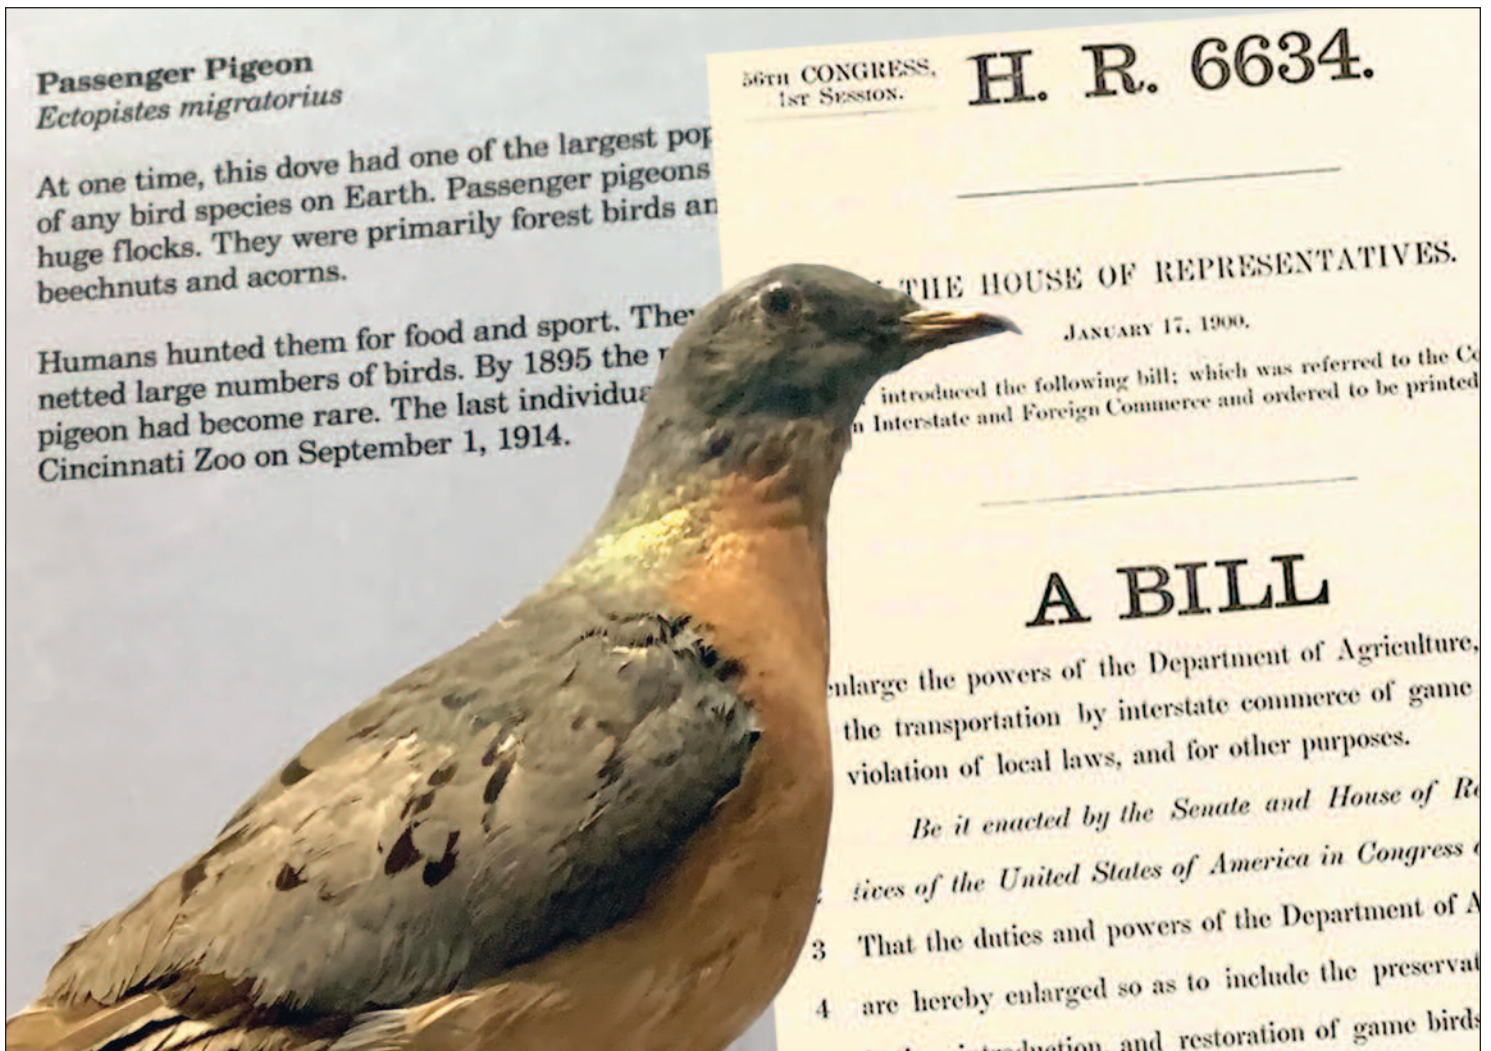 Passenger Pigeon
Ectopistes migratorius
At one time, this dove had one of the largest pop
of any bird species on Earth. Passenger pigeons
huge flocks. They were primarily forest birds an
beechnuts and acorns.
Humans hunted them for food and sport. They
netted large numbers of birds. By 1895 the
pigeon had become rare. The last individua
Cincinnati Zoo on September 1, 1914.
56TH CONGRESS,
1ST SESSION.
H. R. 6634.
THE HOUSE OF REPRESENTATIVES.
JANUARY 17, 1900.
introduced the following bill; which was referred to the Co
n Interstate and Foreign Commerce and ordered to be printed
A BILL
enlarge the powers of the Department of Agriculture,
the transportation by interstate commerce of game
violation of local laws, and for other purposes.
Be it enacted by the Senate and House of Re
tives of the United States of America in Congress
3 That the duties and powers of the Department of A
4 are hereby enlarged so as to include the preservat
introduction and restoration of game birds